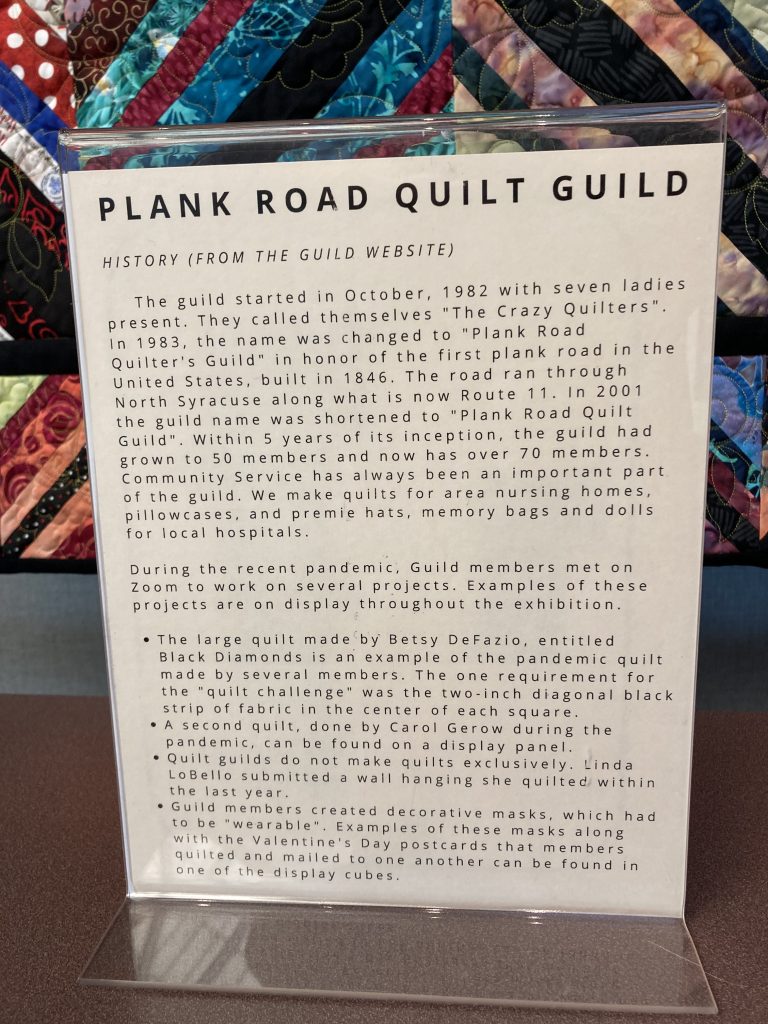 PLANK ROAD QUILT GUILD
HISTORY (FROM THE GUILD WEBSITE)
The guild started in October, 1982 with seven ladies
present. They called themselves "The Crazy Quilters".
In 1983, the name was changed to "Plank Road
Quilter's Guild" in honor of the first plank road in the
United States, built in 1846. The road ran through
North Syracuse along what is now Route 11. In 2001
the guild name was shortened to "Plank Road Quilt
Guild". Within 5 years of its inception, the guild had
grown to 50 members and now has over 70 members.
Community Service has always been an important part
of the guild. We make quilts for area nursing homes,
pillowcases, and premie hats, memory bags and dolls
for local hospitals.
During the recent pandemic, Guild members met on
Zoom to work on several projects. Examples of these
projects are on display throughout the exhibition.
• The large quilt made by Betsy DeFazio, entitled
Black Diamonds is an example of the pandemic quilt
made by several members. The one requirement for
the "quilt challenge" was the two-inch diagonal black
strip of fabric in the center of each square.
• A second quilt, done by Carol Gerow during the
pandemic, can be found on a display panel.
• Quilt guilds do not make quilts exclusively. Linda
LoBello submitted a wall hanging she quilted within
the last year.
• Guild members created decorative masks, which had
to be "wearable". Examples of these masks along
with the Valentine's Day postcards that members
quilted and mailed to one another can be found in
one of the display cubes.